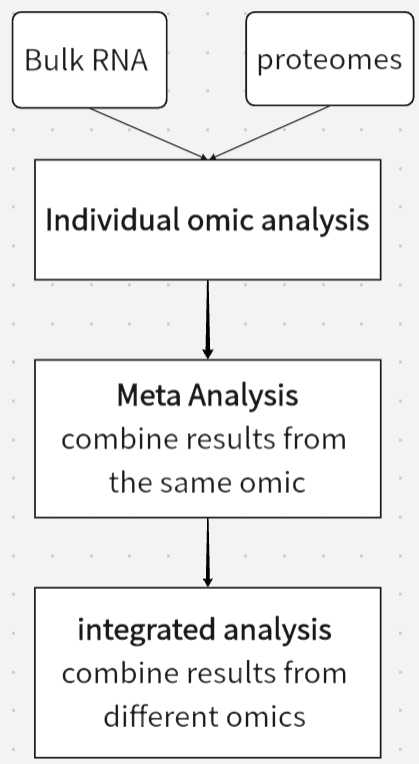 Bulk RNA
proteomes
Individual omic analysis
Meta Analysis
combine results from
the same omic
integrated analysis
combine results from
different omics